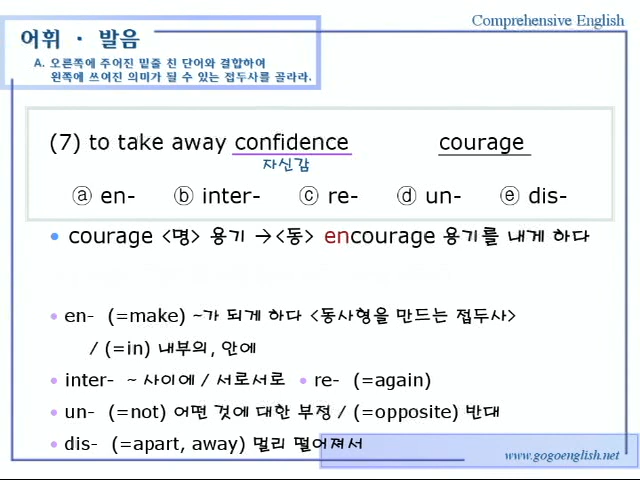 Comprehensive English
어휘 · 발음
A. 오른쪽에 주어진 밑줄 친 단어와 결합하여
왼쪽에 쓰여진 의미가 될 수 있는 접두사를 골라라.
(7) to take away confidence courage
자신감
ⓐ en- ⓑ inter- ⓒ re- ⓓ un- ⓔ dis-
• courage <명> 용기 →<동> encourage 용기를 내게 하다
• en- (=make) ~가 되게 하다 <동사형을 만드는 접두사>
/ (=in) 내부의, 안에
• inter- ~ 사이에 / 서로서로 • re- (=again)
• un- (=not) 어떤 것에 대한 부정 / (=opposite) 반대
• dis- (=apart, away) 멀리 떨어져서
www.gogoenglish.net